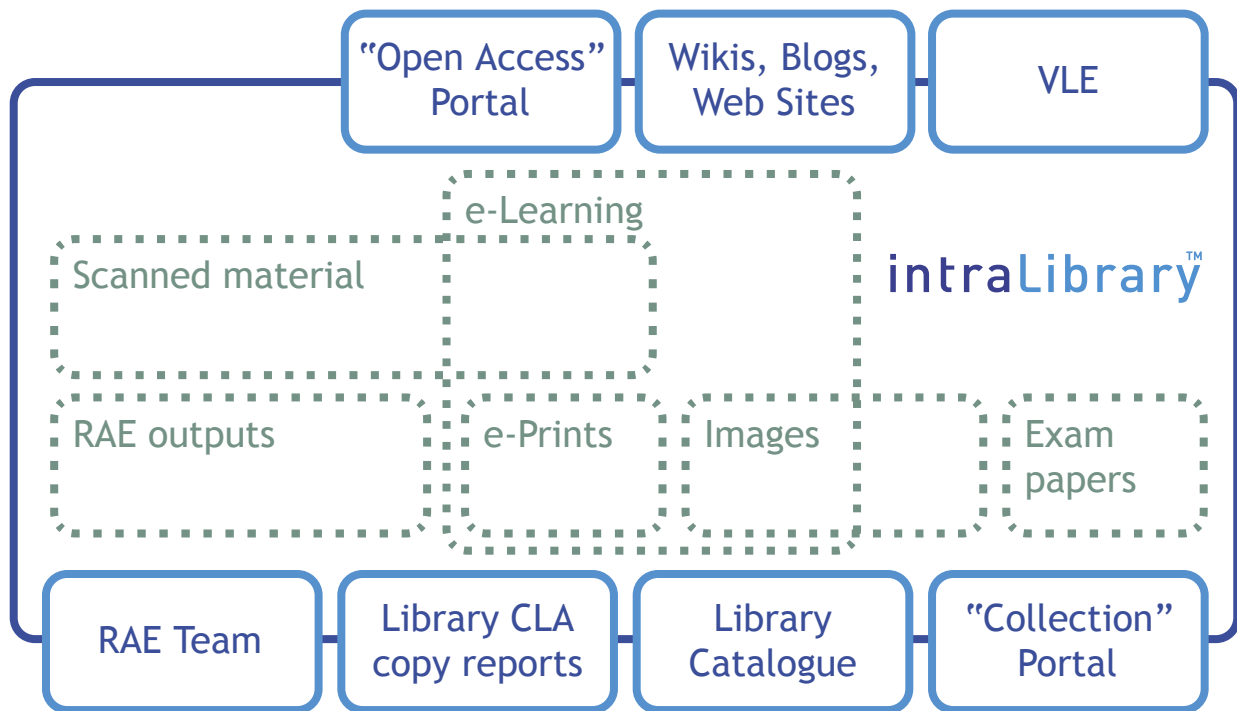 “Open Access”
Portal
Wikis, Blogs,
Web Sites
VLE
e-Learning
Scanned material
intraLibrary™
RAE outputs
e-Prints
Images
Exam
papers
RAE Team
Library CLA
copy reports
Library
Catalogue
“Collection”
Portal